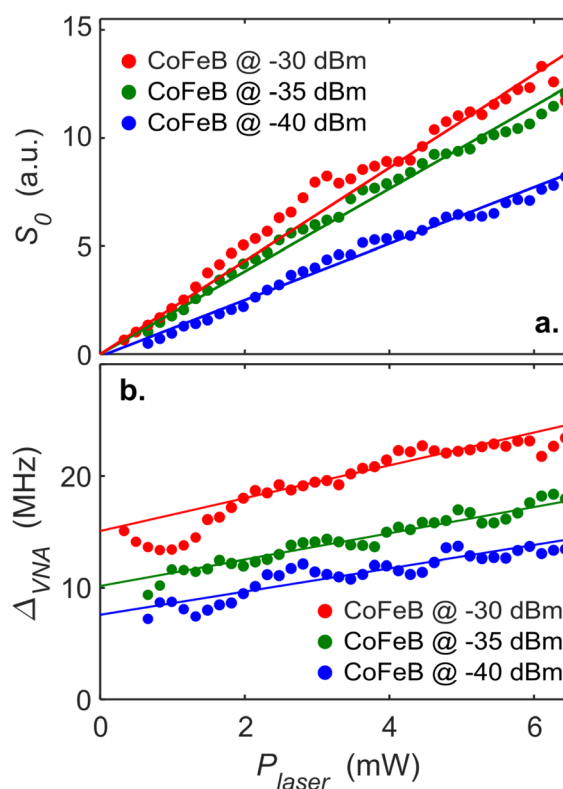 15
CoFeB @ -30 dBm
CoFeB @ -35 dBm
CoFeB @ -40 dBm
10
S0 (a.u.)
5
a.
0
b.
20
ΔVNA (MHz)
10
CoFeB @ -30 dBm
CoFeB @ -35 dBm
CoFeB @ -40 dBm
0
0 2 4 6
Plaser (mW)